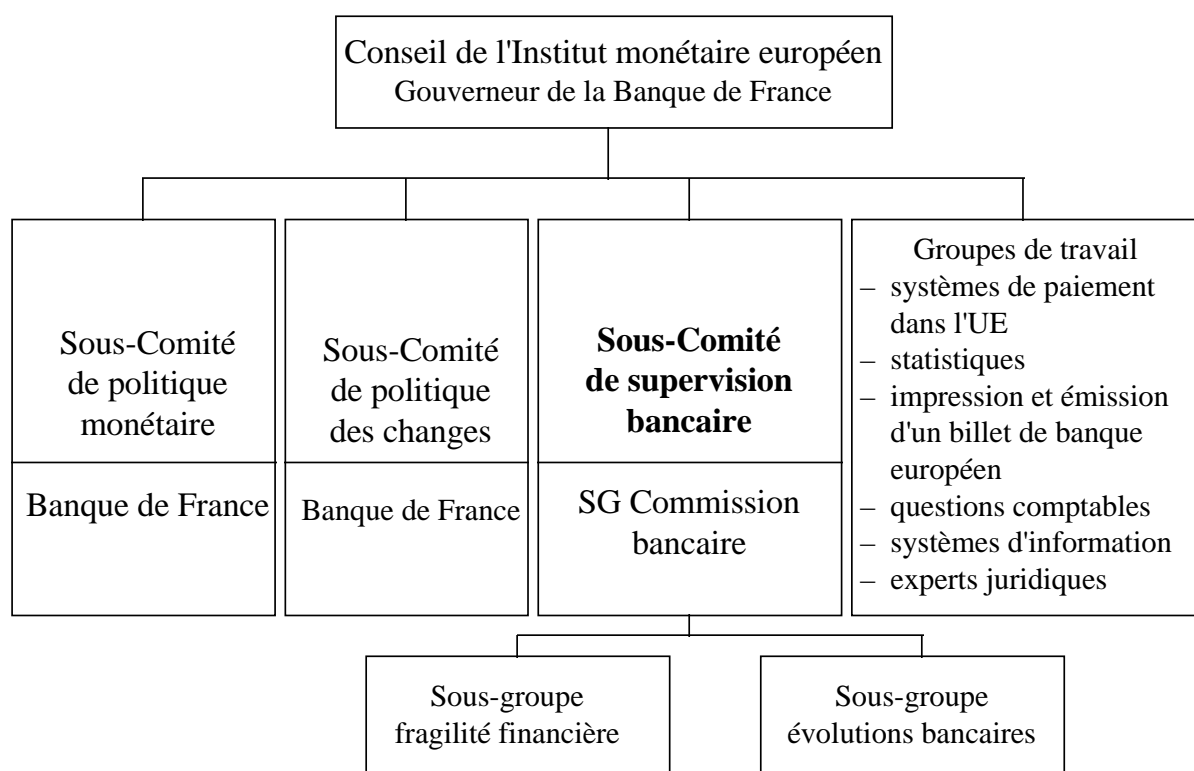 Conseil de l'Institut monétaire européen
Gouverneur de la Banque de France
Sous-Comité
de politique
monétaire
Banque de France
Sous-Comité
de politique
des changes
Banque de France
Sous-Comité
de supervision
bancaire
SG Commission
bancaire
Groupes de travail
– systèmes de paiement
dans l'UE
– statistiques
– impression et émission
d'un billet de banque
européen
– questions comptables
– systèmes d'information
– experts juridiques
Sous-groupe
fragilité financière
Sous-groupe
évolutions bancaires